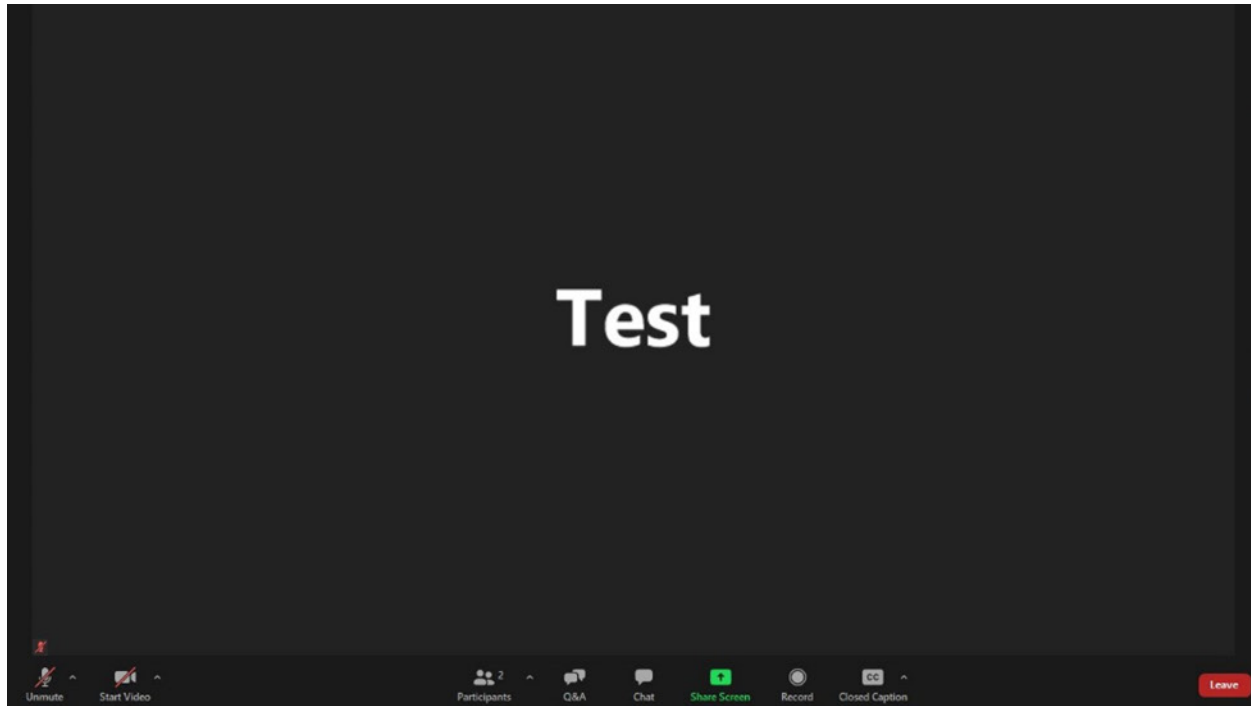 Test
Unmute
Start Video
Participants
2
Q&A
Chat
Share Screen
Record
CC
Closed Caption
Leave